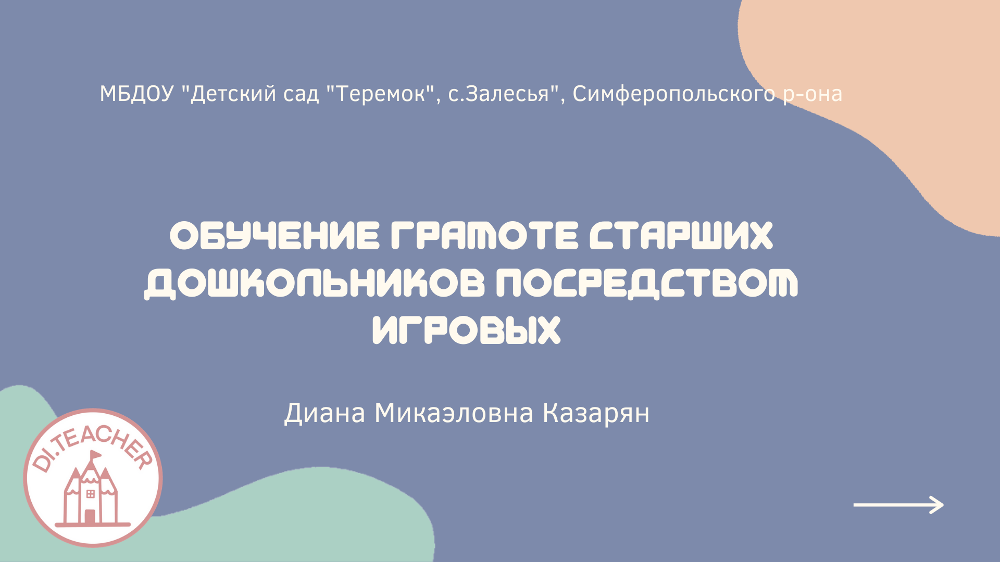 МБДОУ "Детский сад "Теремок", с.Залесья", Симферопольского р-она
ОБУЧЕНИЕ ГРАМОТЕ СТАРШИХ
ДОШКОЛЬНИКОВ ПОСРЕДСТВОМ
ИГРОВЫХ
Диана Микаэловна Казарян
DI.TEACHER